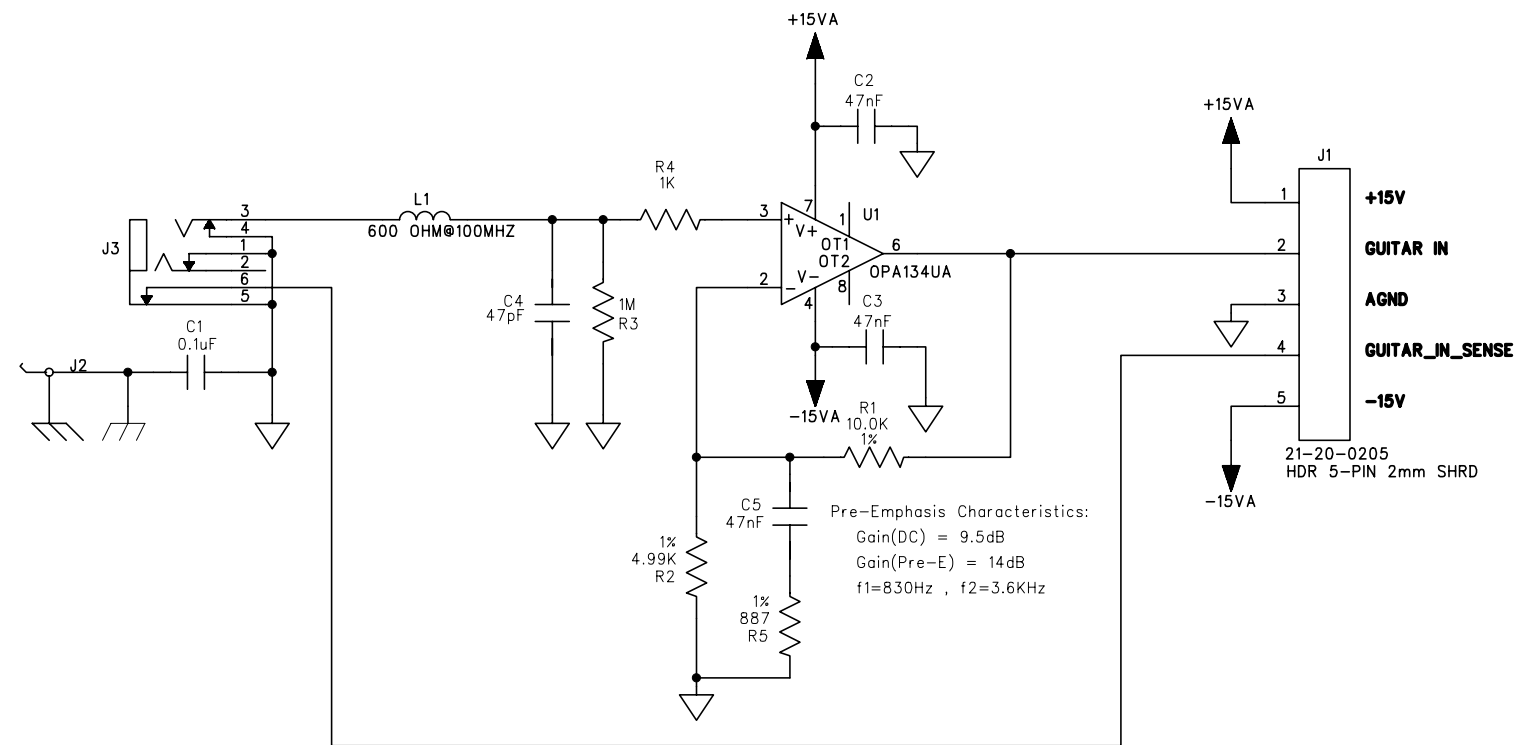 +15VA
C2
47nF
+15VA
J1
R4
1K
L1
600 OHM@100MHZ
J3
3
4
1
2
6
5
3
2
7
1
U1
V+
OT1
OT2
V-
8
4
6
OPA134UA
+
-
C4
47pF
1M
R3
C3
47nF
C1
0.1uF
J2
-15VA
R1
10.0K
1%
1
+15V
2
GUITAR IN
3
AGND
4
GUITAR_IN_SENSE
5
-15V
21-20-0205
HDR 5-PIN 2mm SHRD
-15VA
C5
47nF
1%
4.99K
R2
1%
887
R5
Pre-Emphasis Characteristics:
Gain(DC) = 9.5dB
Gain(Pre-E) = 14dB
f1=830Hz , f2=3.6KHz